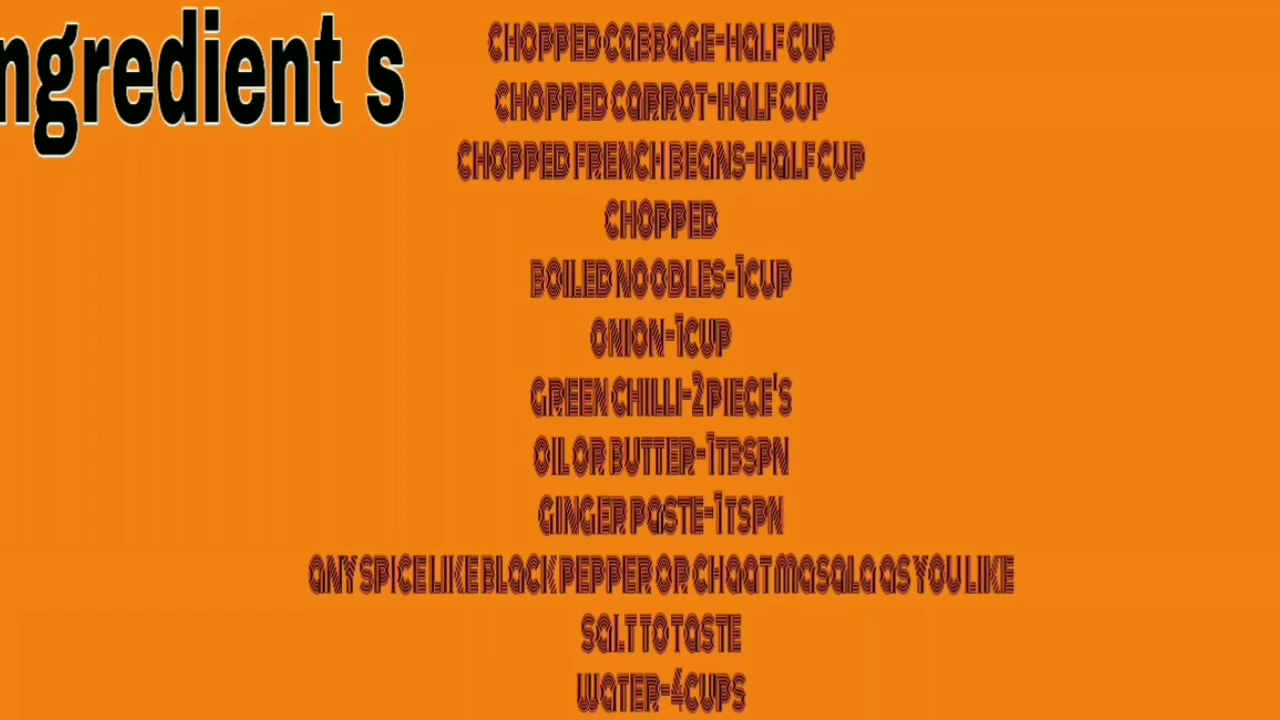 ngredient s
CHOPPED CABBAGE-HALF CUP
CHOPPED CARROT-HALF CUP
CHOPPED FRENCH BEANS-HALF CUP
CHOPPED
BOILED NOODLES-1CUP
ONION-1CUP
GREEN CHILLI-2 PIECE'S
OIL OR BUTTER-1TBSPN
GINGER PASTE-1 TSPN
ANY SPICE LIKE BLACK PEPPER OR CHAAT MASALA AS YOU LIKE
SALT TO TASTE
WATER-4CUPS